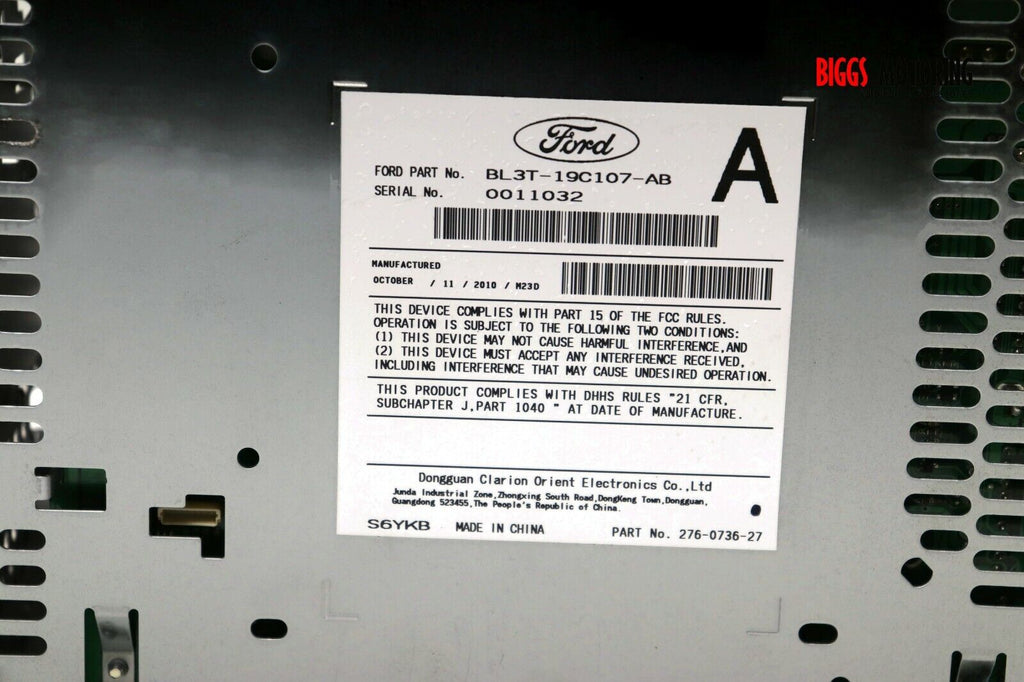 BIGGS MOTORING
Ford
A
FORD PART No. BL3T-19C107-AB
SERIAL No. 0011032
MANUFACTURED
OCTOBER / 11 / 2010 / M23D
THIS DEVICE COMPLIES WITH PART 15 OF THE FCC RULES.
OPERATION IS SUBJECT TO THE FOLLOWING TWO CONDITIONS:
(1) THIS DEVICE MAY NOT CAUSE HARMFUL INTERFERENCE,AND
(2) THIS DEVICE MUST ACCEPT ANY INTERFERENCE RECEIVED,
INCLUDING INTERFERENCE THAT MAY CAUSE UNDESIRED OPERATION.
THIS PRODUCT COMPLIES WITH DHHS RULES "21 CFR,
SUBCHAPTER J,PART 1040 " AT DATE OF MANUFACTURE.
Dongguan Clarion Orient Electronics Co.,Ltd
Junda Industrial Zone,Zhongxing South Road,DongKeng Town,Dongguan,
Guangdong 523455,The People's Republic of China.
S6YKB MADE IN CHINA PART No. 276-0736-27